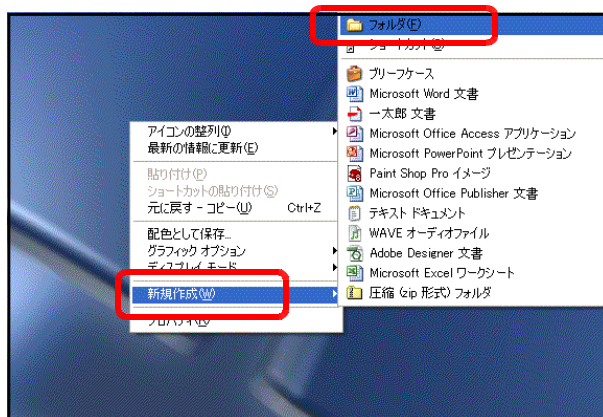 アイコンの整列(I)
最新の情報に更新(E)
貼り付け(P)
ショートカットの貼り付け(S)
元に戻す - コピー(U) Ctrl+Z
配色として保存...
グラフィック オプション
ディスプレイ モード
新規作成(W)
プロパティ(R)
フォルダ(F)
ショートカット(S)
ブリーフケース
Microsoft Word 文書
一太郎 文書
Microsoft Office Access アプリケーション
Microsoft PowerPoint プレゼンテーション
Paint Shop Pro イメージ
Microsoft Office Publisher 文書
テキスト ドキュメント
WAVE オーディオファイル
Adobe Designer 文書
Microsoft Excel ワークシート
圧縮 (zip 形式) フォルダ